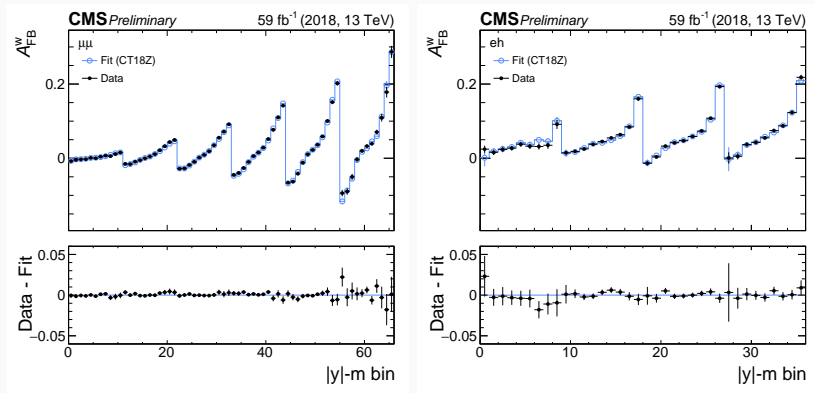 CMS Preliminary 59 fb⁻¹ (2018, 13 TeV)
A^w_FB
μμ
Fit (CT18Z)
Data
0.2
0
Data - Fit
0.05
0
−0.05
0 20 40 60
|y|-m bin
CMS Preliminary 59 fb⁻¹ (2018, 13 TeV)
A^w_FB
eh
Fit (CT18Z)
Data
0.2
0
Data - Fit
0.05
0
−0.05
0 10 20 30
|y|-m bin